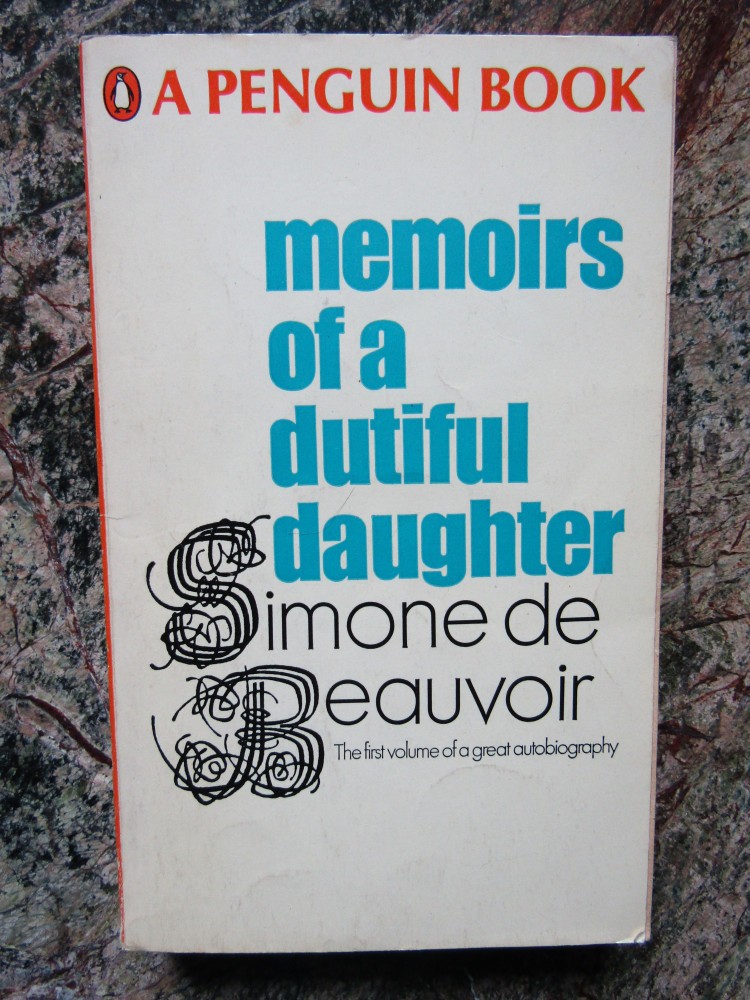 A PENGUIN BOOK
memoirs
of a
dutiful
daughter
Simone de
Beauvoir
The first volume of a great autobiography